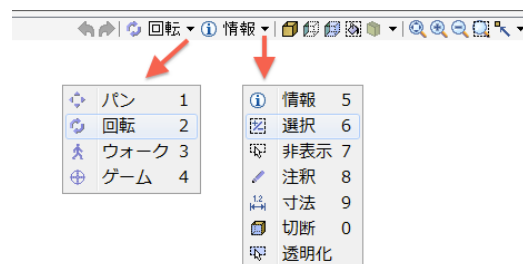 回転 情報
パン 1
回転 2
ウォーク 3
ゲーム 4
情報 5
選択 6
非表示 7
注釈 8
1.2 寸法 9
切断 0
透明化